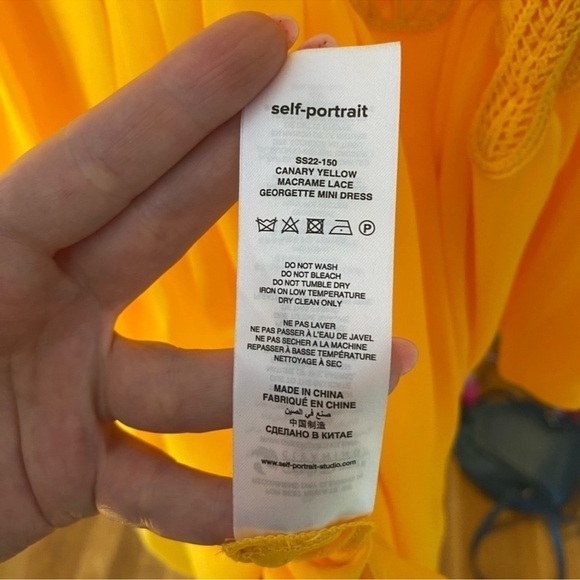 self-portrait
SS22-150
CANARY YELLOW
MACRAME LACE
GEORGETTE MINI DRESS
P
DO NOT WASH
DO NOT BLEACH
DO NOT TUMBLE DRY
IRON ON LOW TEMPERATURE
DRY CLEAN ONLY
NE PAS LAVER
NE PAS PASSER À L'EAU DE JAVEL
NE PAS SECHER A LA MACHINE
REPASSER À BASSE TEMPÉRATURE
NETTOYAGE À SEC
MADE IN CHINA
FABRIQUÉ EN CHINE
صنع في الصين
中国制造
СДЕЛАНО В КИТАЕ
www.self-portrait-studio.com